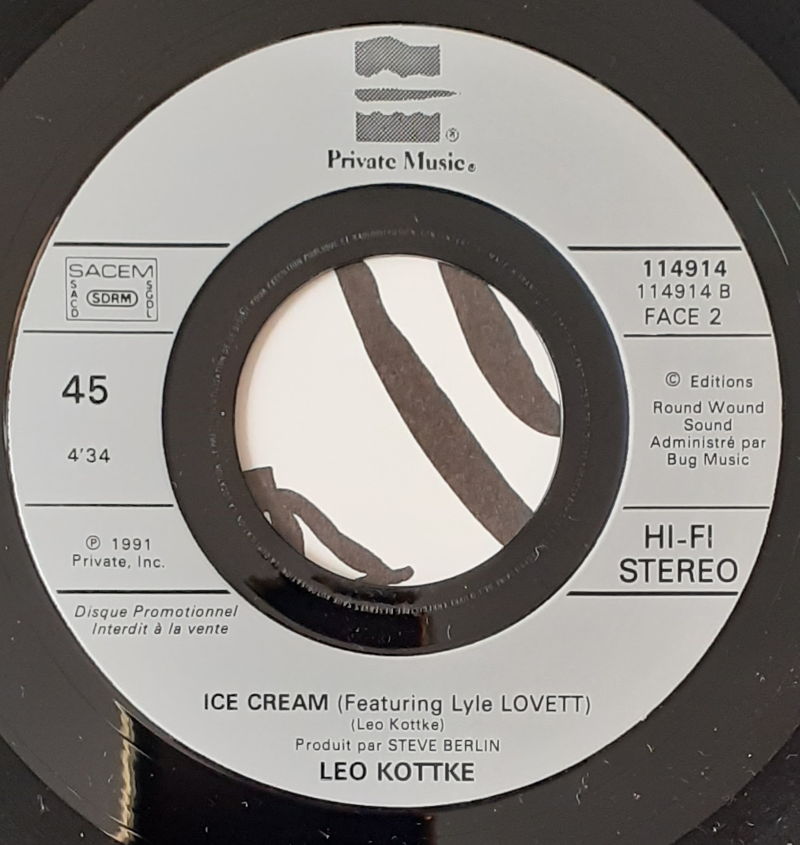 Private Music®
SACEM
SACD
SDRM
SGDL
45
4'34
℗ 1991
Private, Inc.
Disque Promotionnel
Interdit à la vente
114914
114914 B
FACE 2
© Editions
Round Wound
Sound
Administré par
Bug Music
HI-FI
STEREO
ICE CREAM (Featuring Lyle LOVETT)
(Leo Kottke)
Produit par STEVE BERLIN
LEO KOTTKE